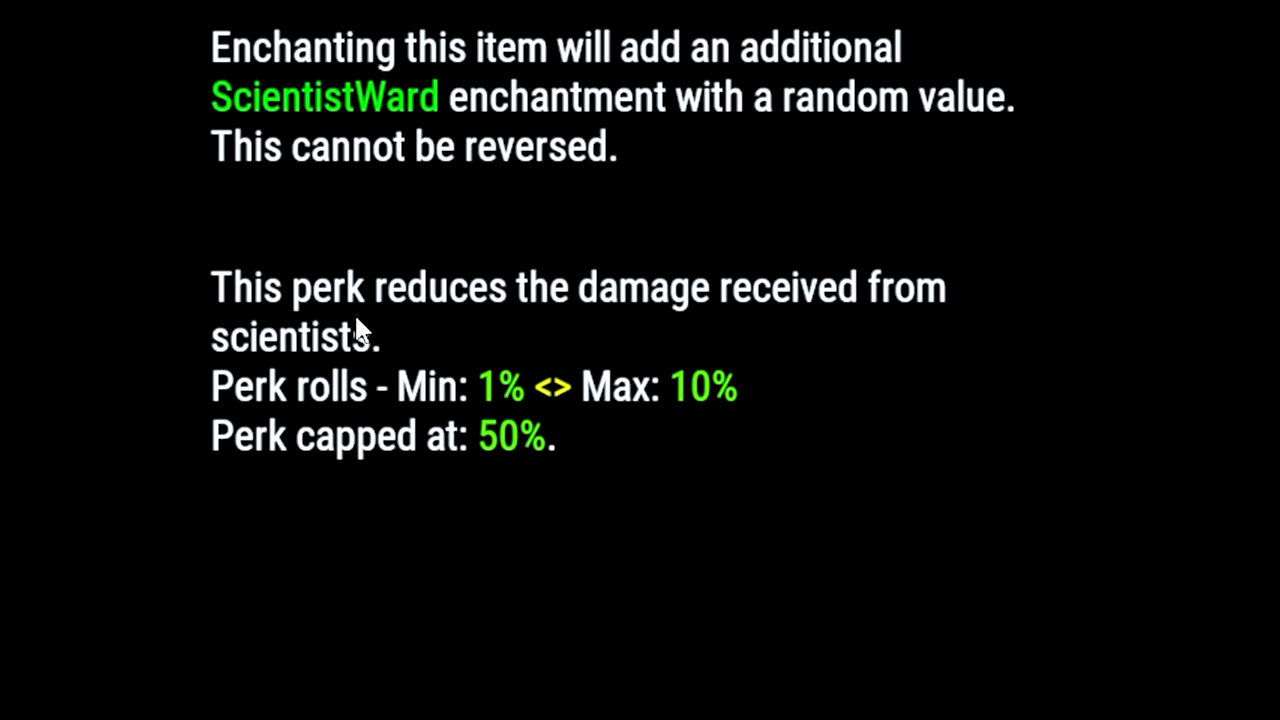 Enchanting this item will add an additional
ScientistWard enchantment with a random value.
This cannot be reversed.
This perk reduces the damage received from
scientists.
Perk rolls - Min: 1% <> Max: 10%
Perk capped at: 50%.